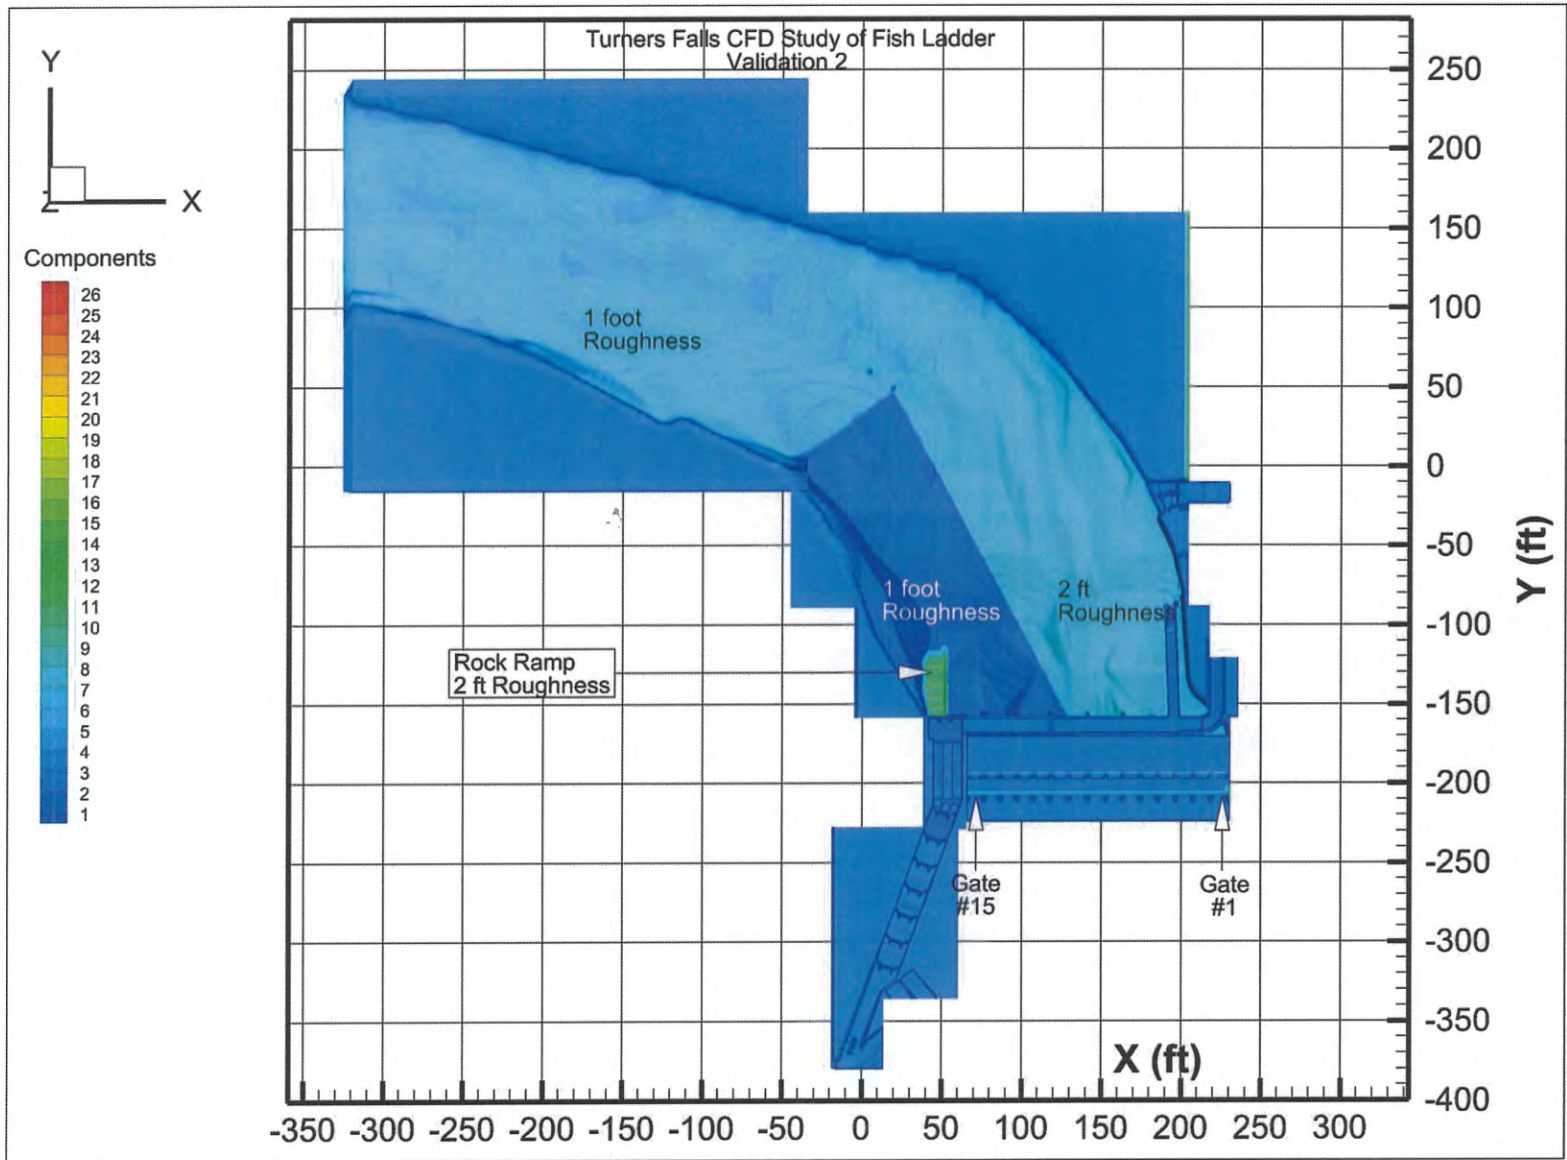 Turners Falls CFD Study of Fish Ladder
Validation 2
Y
Z
X
Components
26
25
24
23
22
21
20
19
18
17
16
15
14
13
12
11
10
9
8
7
6
5
4
3
2
1
1 foot
Roughness
1 foot
Roughness
2 ft
Roughness
Rock Ramp
2 ft Roughness
Gate
#15
Gate
#1
250
200
150
100
50
0
-50
-100
-150
-200
-250
-300
-350
-400
Y (ft)
X (ft)
-350 -300 -250 -200 -150 -100 -50 0 50 100 150 200 250 300